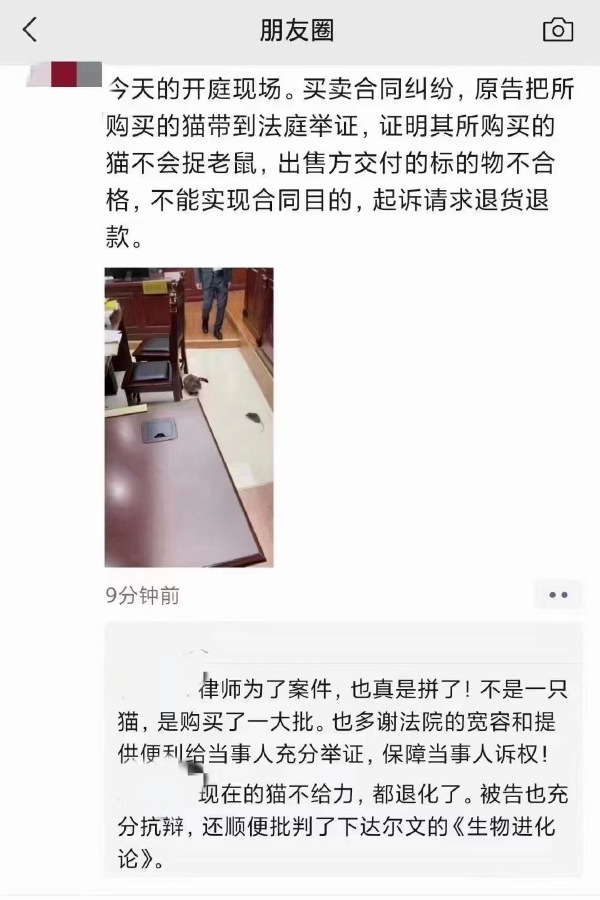 朋友圈
今天的开庭现场。买卖合同纠纷，原告把所
购买的猫带到法庭举证，证明其所购买的
猫不会捉老鼠，出售方交付的标的物不合
格，不能实现合同目的，起诉请求退货退
款。
9分钟前
律师为了案件，也真是拼了！不是一只
猫，是购买了一大批。也多谢法院的宽容和提
供便利给当事人充分举证，保障当事人诉权！
现在的猫不给力，都退化了。被告也充
分抗辩，还顺便批判了下达尔文的《生物进化
论》。